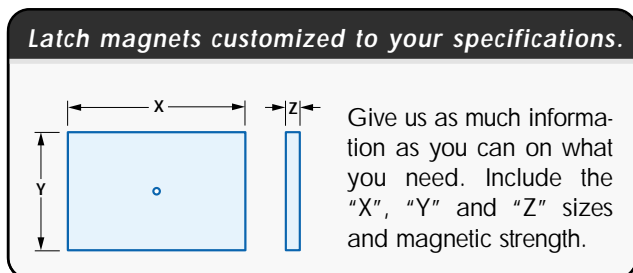 Latch magnets customized to your specifications.
X
Z
Y
Give us as much informa-
tion as you can on what
you need. Include the
“X”, “Y” and “Z” sizes
and magnetic strength.